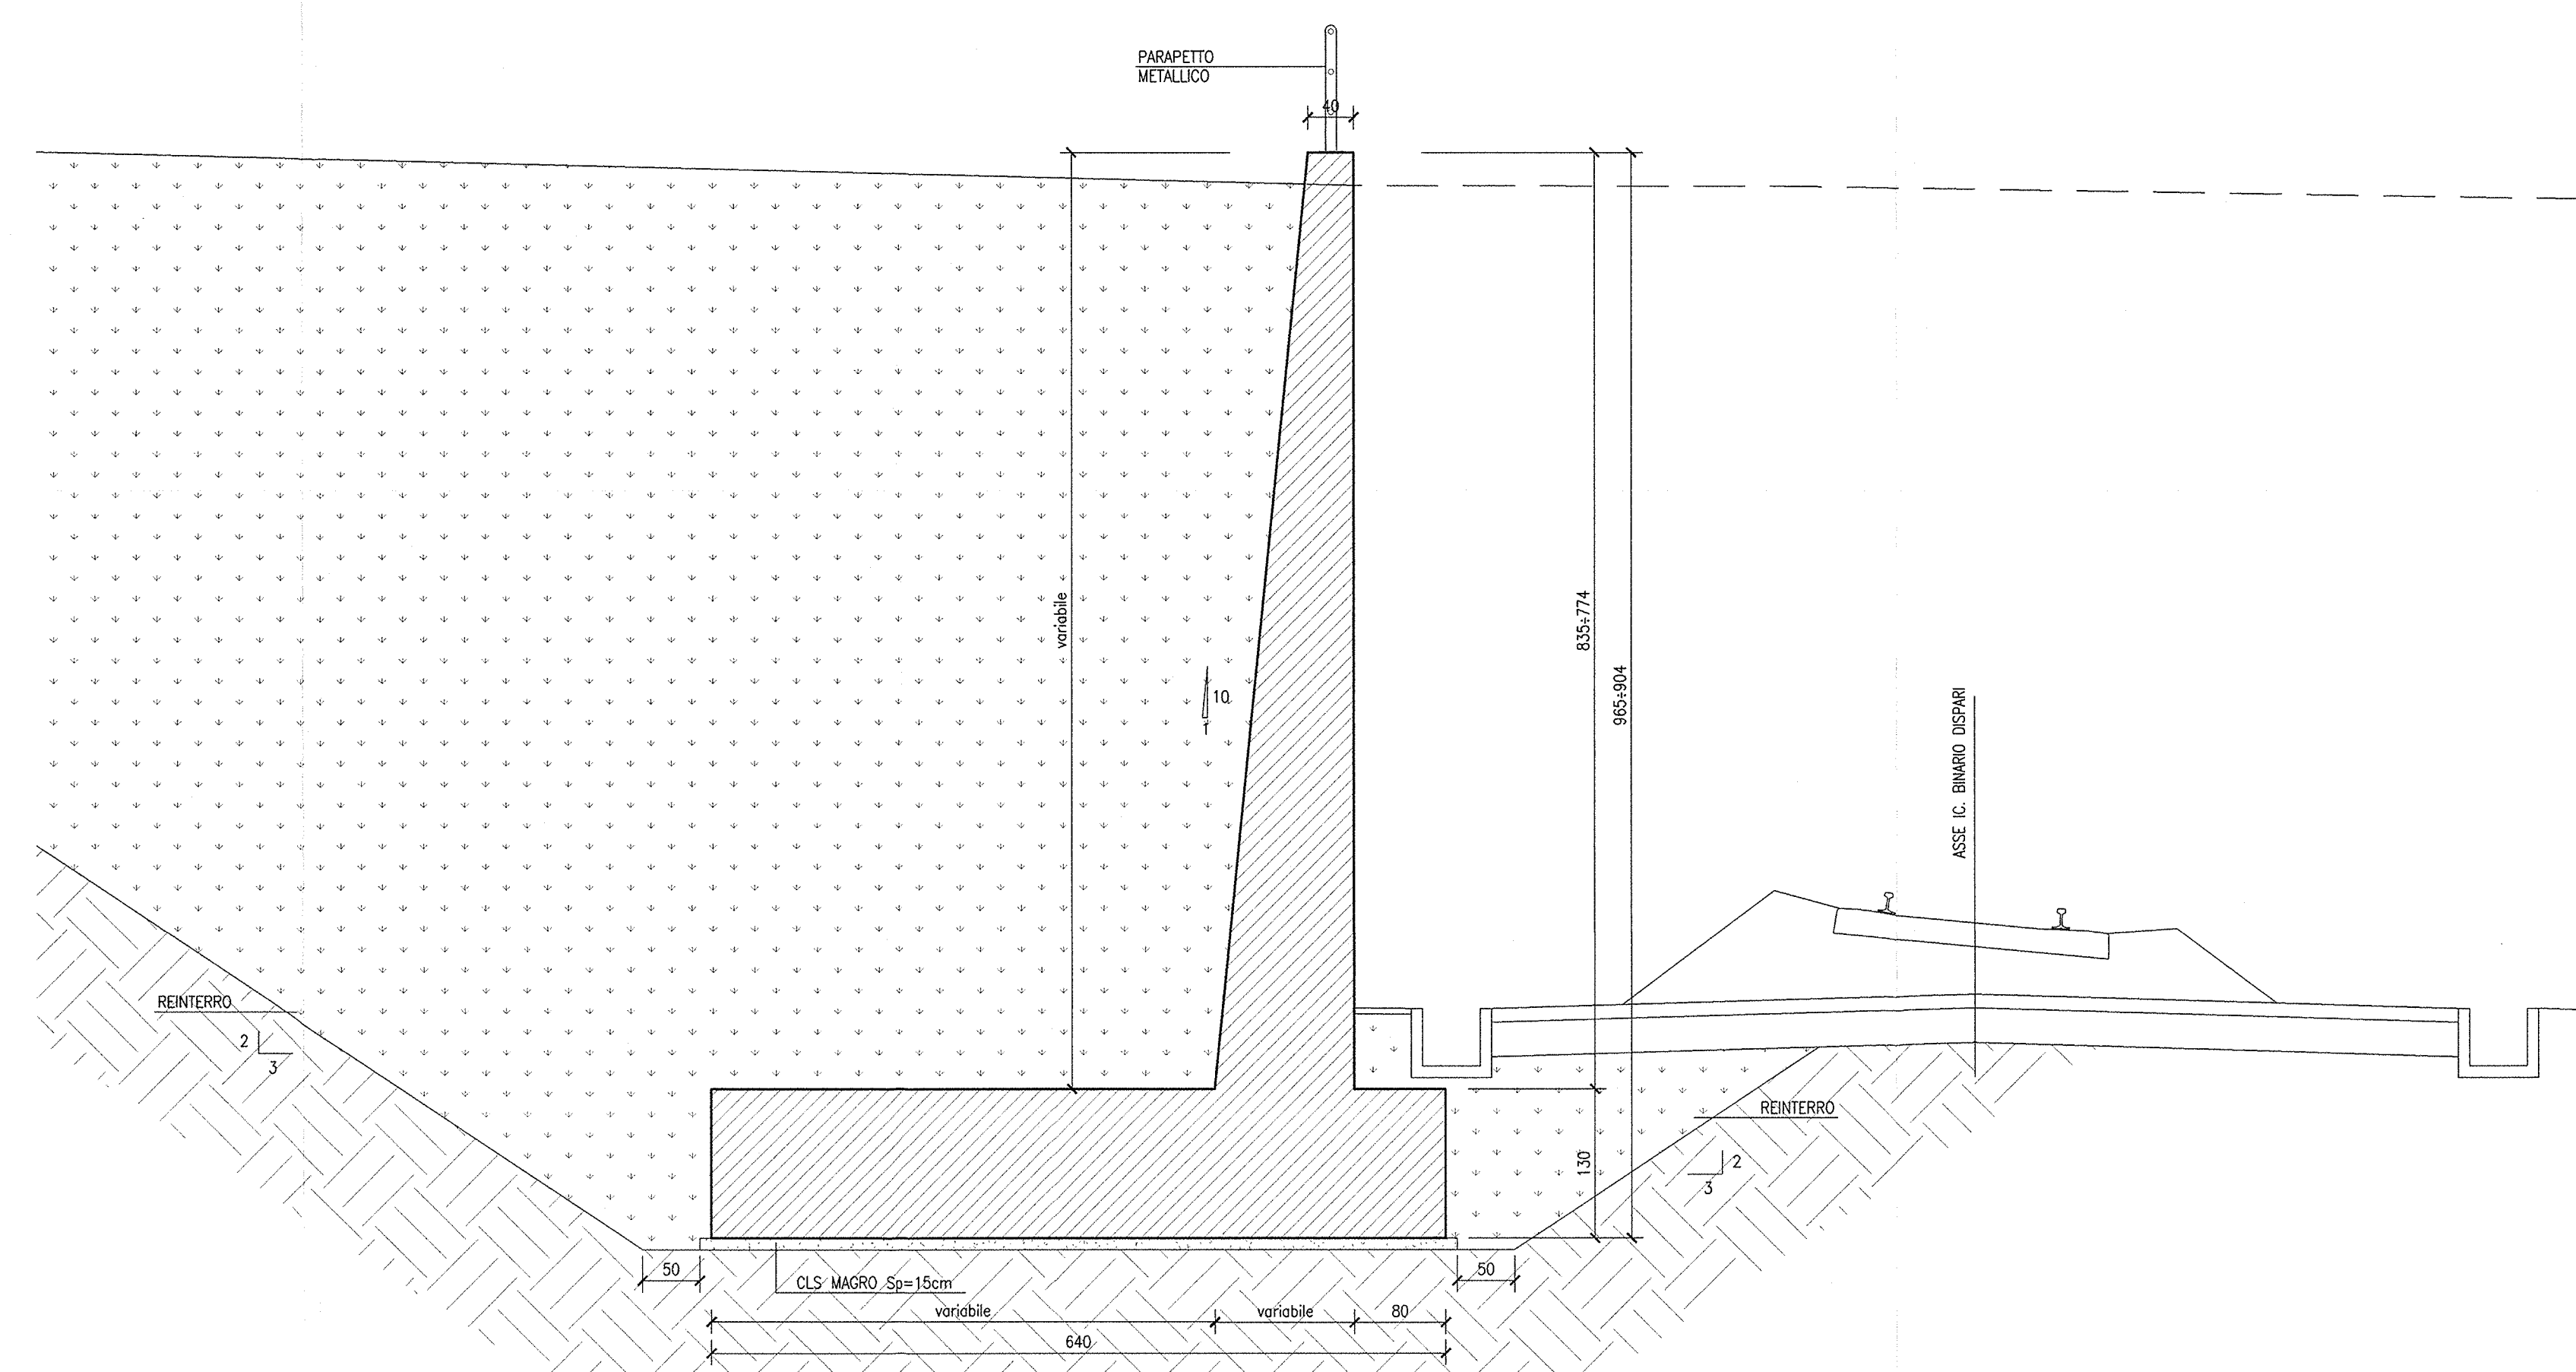 PARAPETTO
METALLICO
40
variabile
10
1
835÷774
965÷904
ASSE IC. BINARIO DISPARI
REINTERRO
2
3
REINTERRO
2
3
130
50
CLS MAGRO Sp=15cm
50
variabile
variabile
80
640